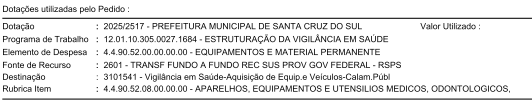 Dotações utilizadas pelo Pedido :
Dotação : 2025/2517 - PREFEITURA MUNICIPAL DE SANTA CRUZ DO SUL Valor Utilizado :
Programa de Trabalho : 12.01.10.305.0027.1684 - ESTRUTURAÇÃO DA VIGILÂNCIA EM SAÚDE
Elemento de Despesa : 4.4.90.52.00.00.00.00 - EQUIPAMENTOS E MATERIAL PERMANENTE
Fonte de Recurso : 2601 - TRANSF FUNDO A FUNDO REC SUS PROV GOV FEDERAL - RSPS
Destinação : 3101541 - Vigilância em Saúde-Aquisição de Equip.e Veículos-Calam.Públ
Rubrica Item : 4.4.90.52.08.00.00.00 - APARELHOS, EQUIPAMENTOS E UTENSILIOS MEDICOS, ODONTOLOGICOS,